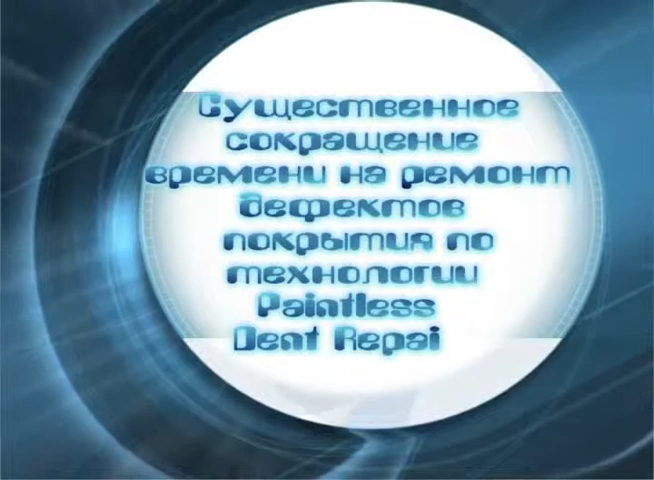 Существенное
сокращение
времени на ремонт
дефектов
покрытия по
технологии
Paintless
Dent Repai